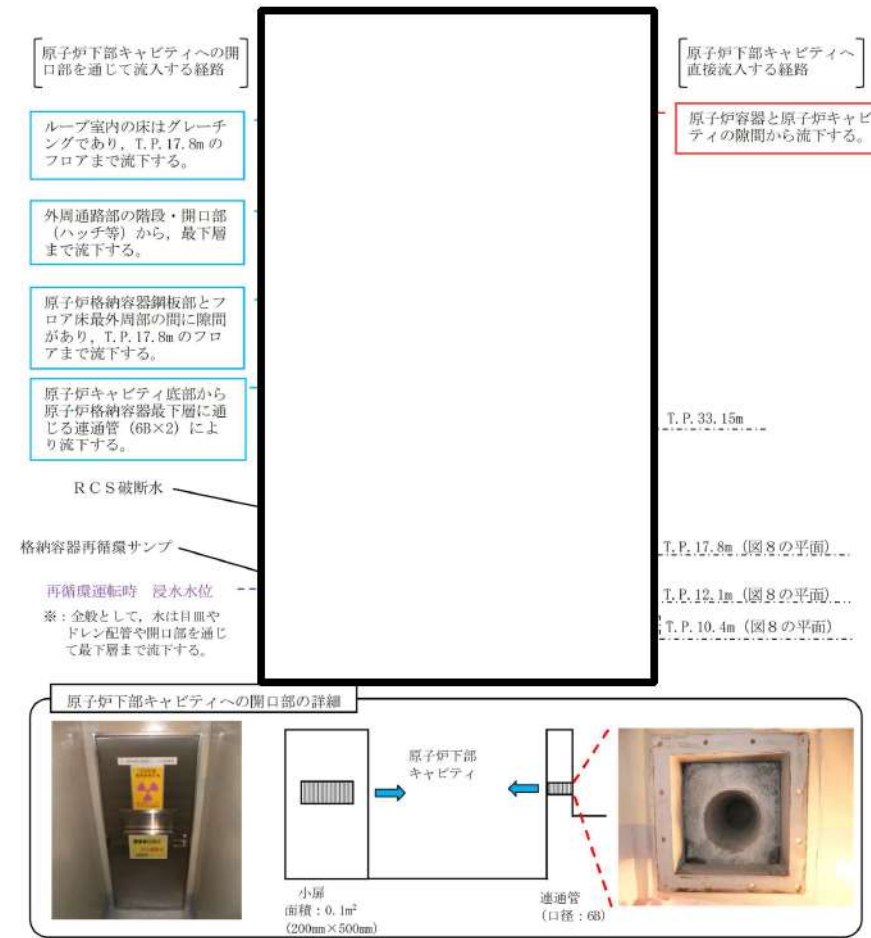 原子炉下部キャビティへの開
口部を通じて流入する経路
ループ室内の床はグレーチ
ングであり，T.P.17.8mの
フロアまで流下する。
外周通路部の階段・開口部
（ハッチ等）から，最下層
まで流下する。
原子炉格納容器鋼板部とフ
ロア床最外周部の間に隙間
があり，T.P.17.8mのフロ
アまで流下する。
原子炉キャビティ底部から
原子炉格納容器最下層に通
じる連通管（6B×2）によ
り流下する。
RCS破断水
格納容器再循環サンプ
再循環運転時　浸水水位
※：全般として，水は目皿や
ドレン配管や開口部を通じ
て最下層まで流下する。
原子炉下部キャビティへ
直接流入する経路
原子炉容器と原子炉キャビ
ティの隙間から流下する。
T.P.33.15m
T.P.17.8m（図８の平面）
T.P.12.1m（図８の平面）
T.P.10.4m（図８の平面）
原子炉下部キャビティへの開口部の詳細
原子炉下部
キャビティ
小扉
面積：0.1m²
(200mm×500mm)
連通管
(口径：6B)